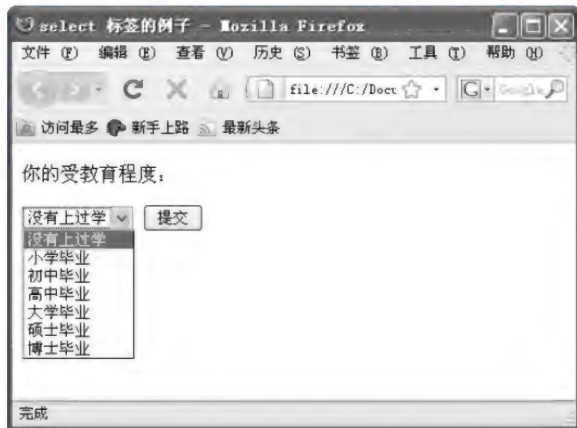 select 标签的例子 - Mozilla Firefox
文件 (F) 编辑 (E) 查看 (V) 历史 (S) 书签 (B) 工具 (T) 帮助 (H)
file:///C:/Doct
访问最多 新手上路 最新头条
你的受教育程度：
没有上过学 提交
没有上过学
小学毕业
初中毕业
高中毕业
大学毕业
硕士毕业
博士毕业
完成